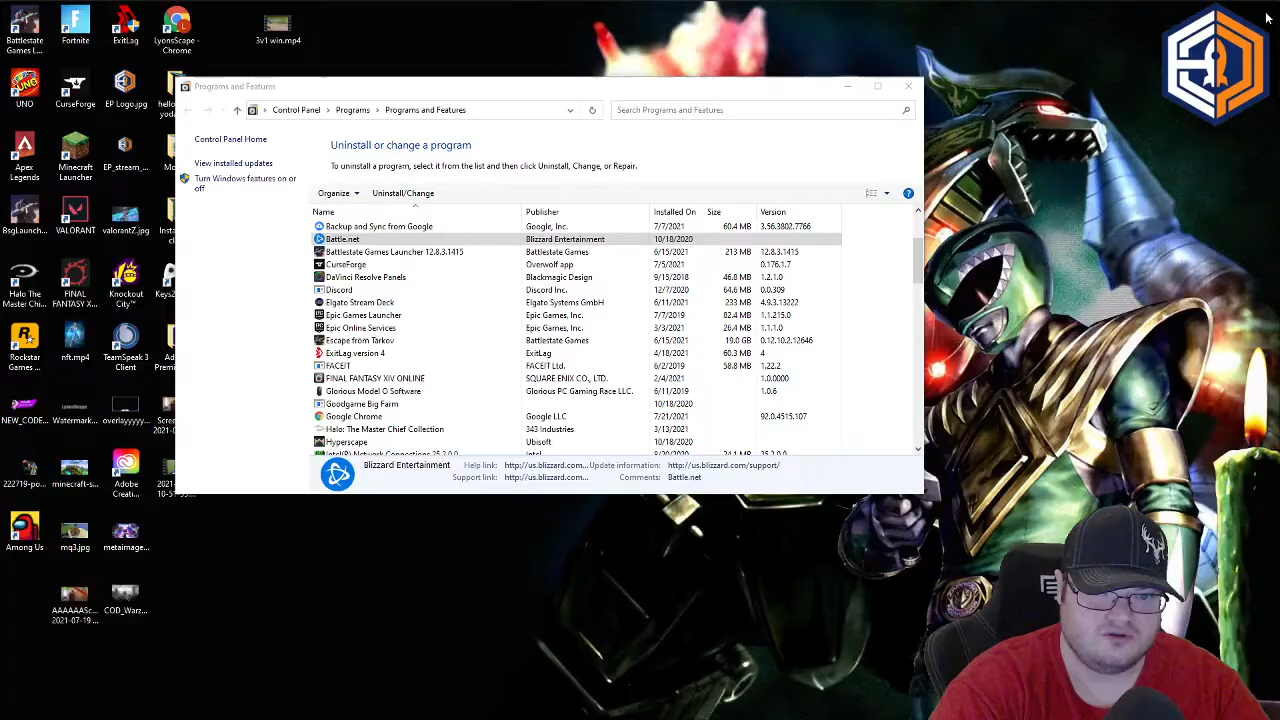 Battlestate Games L...
Fortnite
ExitLag
LyonsScape - Chrome
3v1 win.mp4
UNO
CurseForge
EP Logo.jpg
hello yoda
Apex Legends
Minecraft Launcher
EP_stream_...
BsgLaunch...
VALORANT
valorantZ.jpg
Halo The Master Chief...
FINAL FANTASY X...
Knockout City™
Rockstar Games ...
nft.mp4
TeamSpeak 3 Client
NEW_CODE...
Watermark...
overlayyyyy...
222719-po...
minecraft-s...
Adobe Creati...
Among Us
mq3.jpg
metaimage...
AAAAAASc... 2021-07-19 ...
COD_Warz...
Programs and Features
Control Panel > Programs > Programs and Features
Search Programs and Features
Control Panel Home
View installed updates
Turn Windows features on or off
Uninstall or change a program
To uninstall a program, select it from the list and then click Uninstall, Change, or Repair.
Organize Uninstall/Change
Name Publisher Installed On Size Version
Backup and Sync from Google Google, Inc. 7/7/2021 60.4 MB 3.56.3802.7766
Battle.net Blizzard Entertainment 10/18/2020
Battlestate Games Launcher 12.8.3.1415 Battlestate Games 6/15/2021 213 MB 12.8.3.1415
CurseForge Overwolf app 7/5/2021 0.176.1.7
DaVinci Resolve Panels Blackmagic Design 9/15/2018 46.8 MB 1.2.1.0
Discord Discord Inc. 12/7/2020 64.6 MB 0.0.309
Elgato Stream Deck Elgato Systems GmbH 6/11/2021 233 MB 4.9.3.13222
Epic Games Launcher Epic Games, Inc. 7/7/2019 82.4 MB 1.1.215.0
Epic Online Services Epic Games, Inc. 3/3/2021 26.4 MB 1.1.1.0
Escape from Tarkov Battlestate Games 6/15/2021 19.0 GB 0.12.10.2.12646
ExitLag version 4 ExitLag 4/18/2021 60.3 MB 4
FACEIT FACEIT Ltd. 6/2/2019 58.8 MB 1.22.2
FINAL FANTASY XIV ONLINE SQUARE ENIX CO., LTD. 2/4/2021 1.0.0000
Glorious Model O Software Glorious PC Gaming Race LLC. 6/11/2019 1.0.6
Goodgame Big Farm 10/18/2020
Google Chrome Google LLC 7/21/2021 92.0.4515.107
Halo: The Master Chief Collection 343 Industries 3/13/2021
Hyperscape Ubisoft 10/18/2020
Blizzard Entertainment Help link: http://us.blizzard.com... Update information: http://us.blizzard.com/support/
Support link: http://us.blizzard.com... Comments: Battle.net